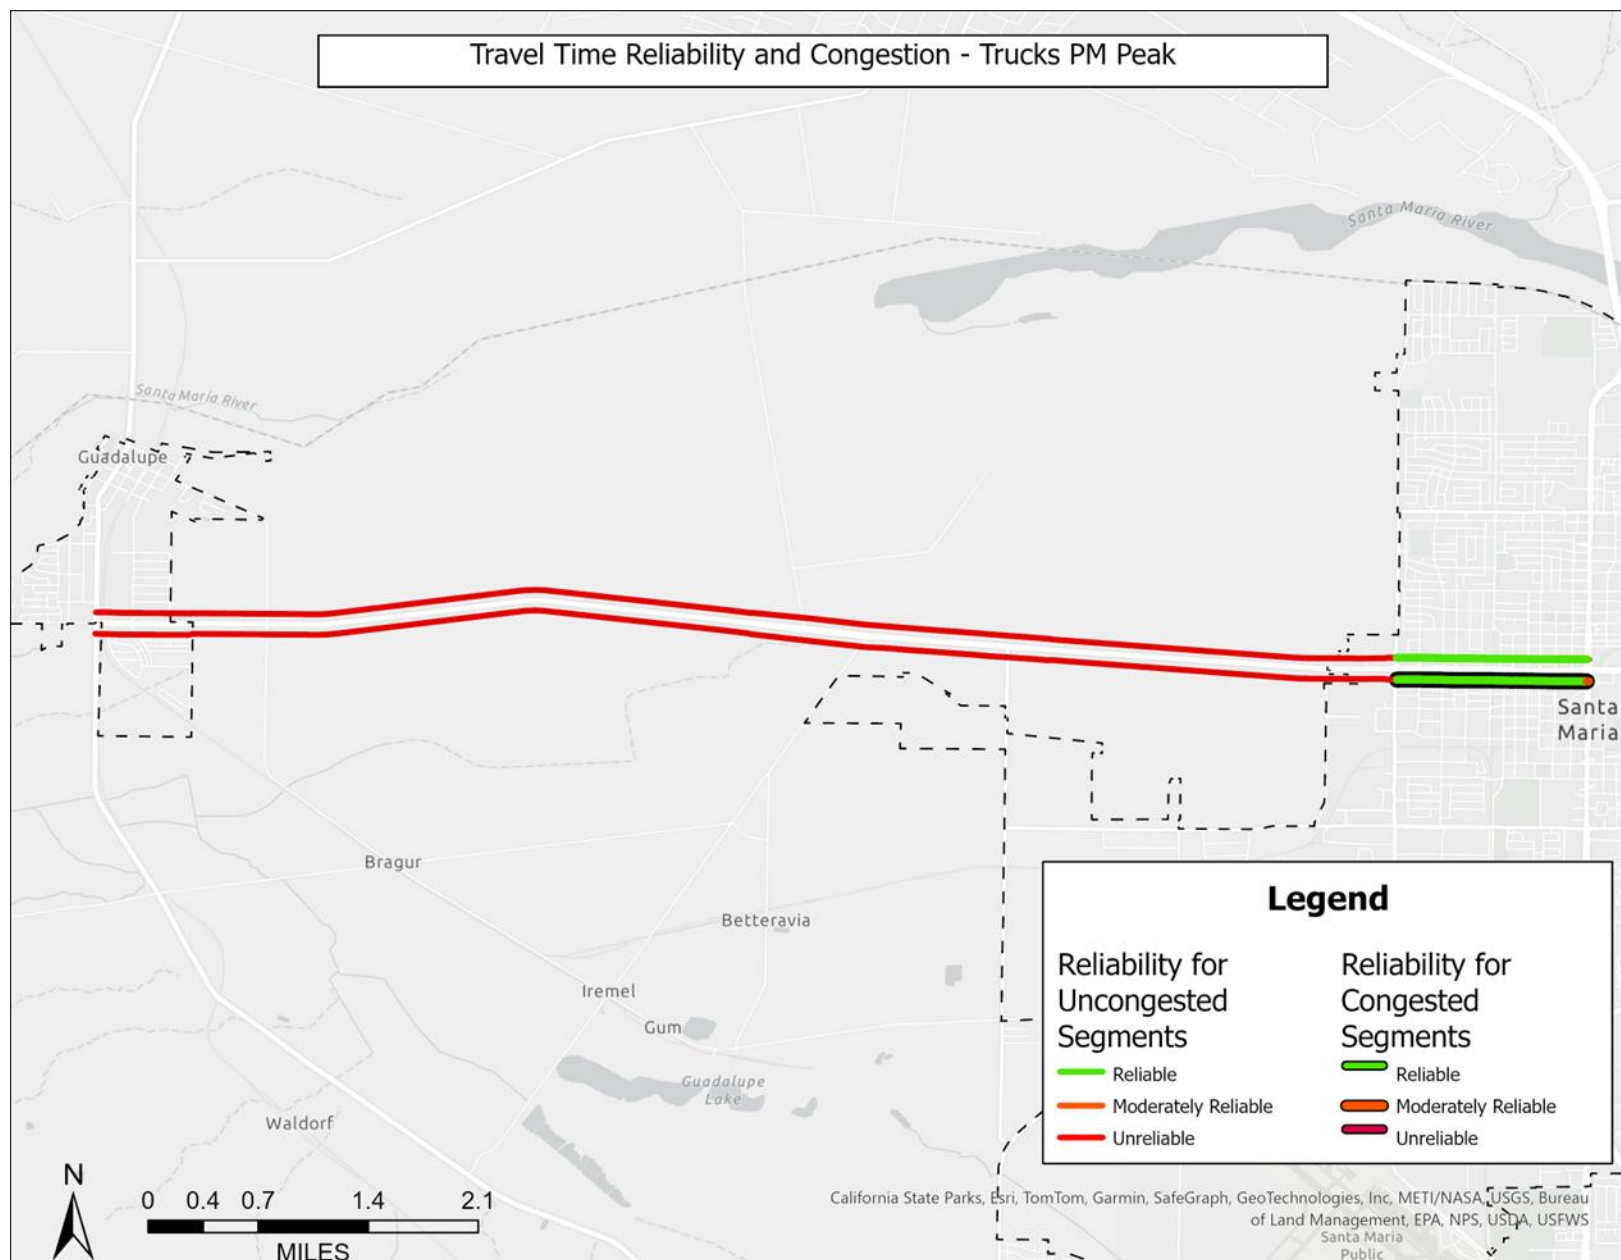 Travel Time Reliability and Congestion - Trucks PM Peak
Santa Maria River
Santa Maria River
Guadalupe
Santa
Maria
Bragur
Betteravia
Iremel
Gum
Guadalupe
Lake
Waldorf
Legend
Reliability for
Uncongested
Segments
Reliable
Moderately Reliable
Unreliable
Reliability for
Congested
Segments
Reliable
Moderately Reliable
Unreliable
N
0 0.4 0.7 1.4 2.1
MILES
California State Parks, Esri, TomTom, Garmin, SafeGraph, GeoTechnologies, Inc, METI/NASA, USGS, Bureau
of Land Management, EPA, NPS, USDA, USFWS
Santa Maria
Public